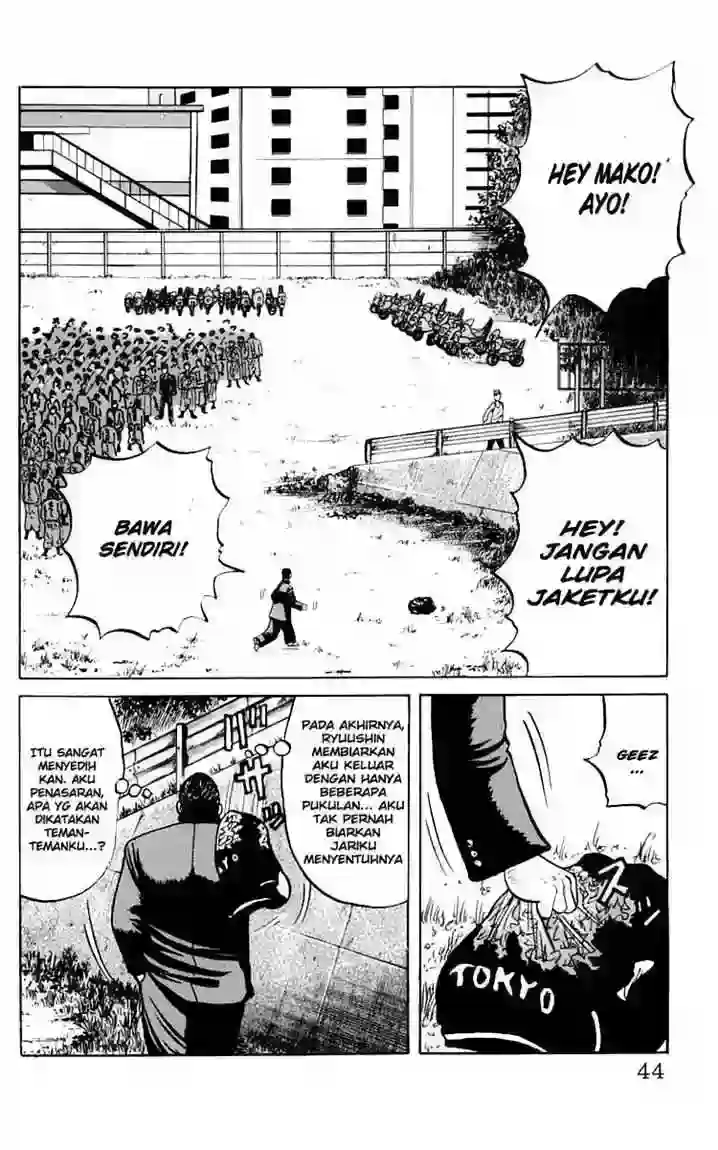 HEY MAKO!
AYO!
HEY!
JANGAN
LUPA
JAKETKU!
BAWA
SENDIRI!
GEEZ
...
TOKYO
ズン
PADA AKHIRNYA,
RYUUSHIN
MEMBIARKAN
AKU KELUAR
DENGAN HANYA
BEBERAPA
PUKULAN... AKU
TAK PERNAH
BIARKAN
JARIKU
MENYENTUHNYA
ITU SANGAT
MENYEDIH
KAN. AKU
PENASARAN,
APA YG AKAN
DIKATAKAN
TEMAN-
TEMANKU...?
44